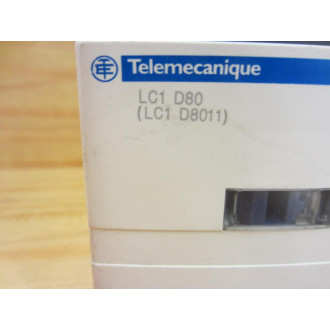 Telemecanique
LC1 D80
(LC1 D8011)